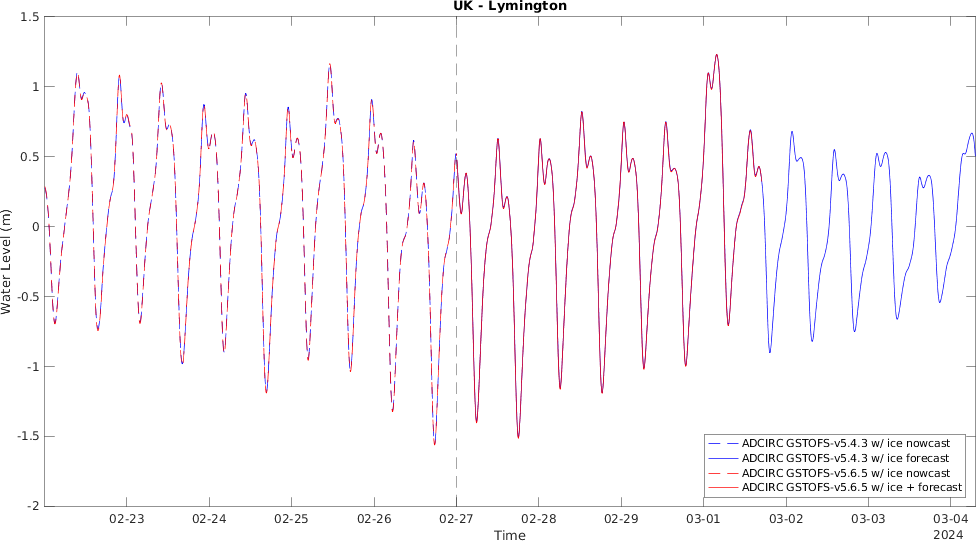 UK - Lymington
1.5
1
0.5
0
-0.5
-1
-1.5
-2
Water Level (m)
ADCIRC GSTOFS-v5.4.3 w/ ice nowcast
ADCIRC GSTOFS-v5.4.3 w/ ice forecast
ADCIRC GSTOFS-v5.6.5 w/ ice nowcast
ADCIRC GSTOFS-v5.6.5 w/ ice + forecast
02-23 02-24 02-25 02-26 02-27 02-28 02-29 03-01 03-02 03-03 03-04
Time
2024